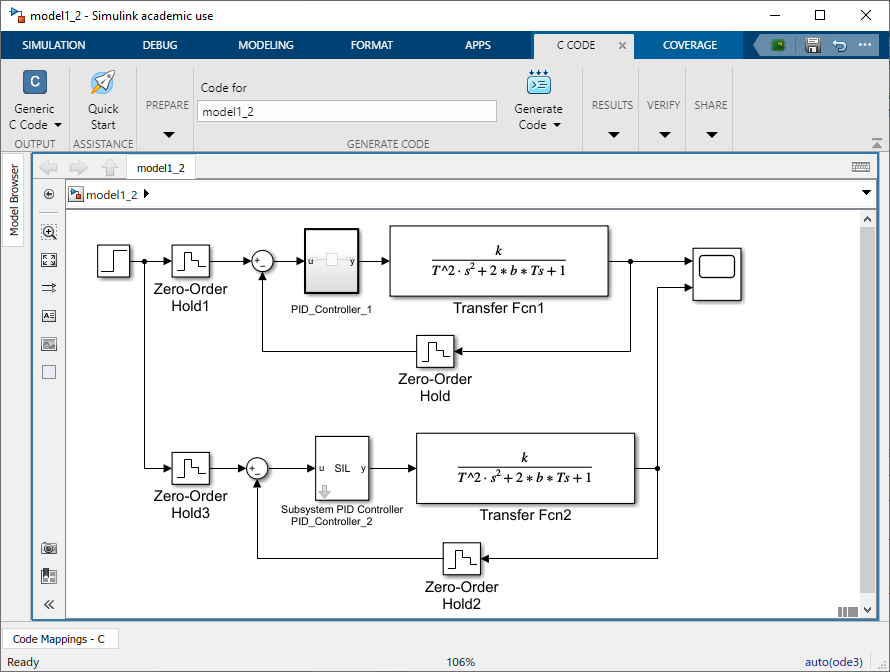 model1_2 - Simulink academic use
SIMULATION DEBUG MODELING FORMAT APPS C CODE COVERAGE
C
Generic
C Code
OUTPUT
Quick
Start
ASSISTANCE
PREPARE
Code for
model1_2
Generate
Code
GENERATE CODE
RESULTS VERIFY SHARE
Model Browser
model1_2
model1_2
Zero-Order
Hold1
+
-
u y
PID_Controller_1
k
T^2 · s² + 2 * b * Ts + 1
Transfer Fcn1
Zero-Order
Hold
Zero-Order
Hold3
+
-
u SIL y
Subsystem PID Controller
PID_Controller_2
k
T^2 · s² + 2 * b * Ts + 1
Transfer Fcn2
Zero-Order
Hold2
Code Mappings - C
Ready 106% auto(ode3)